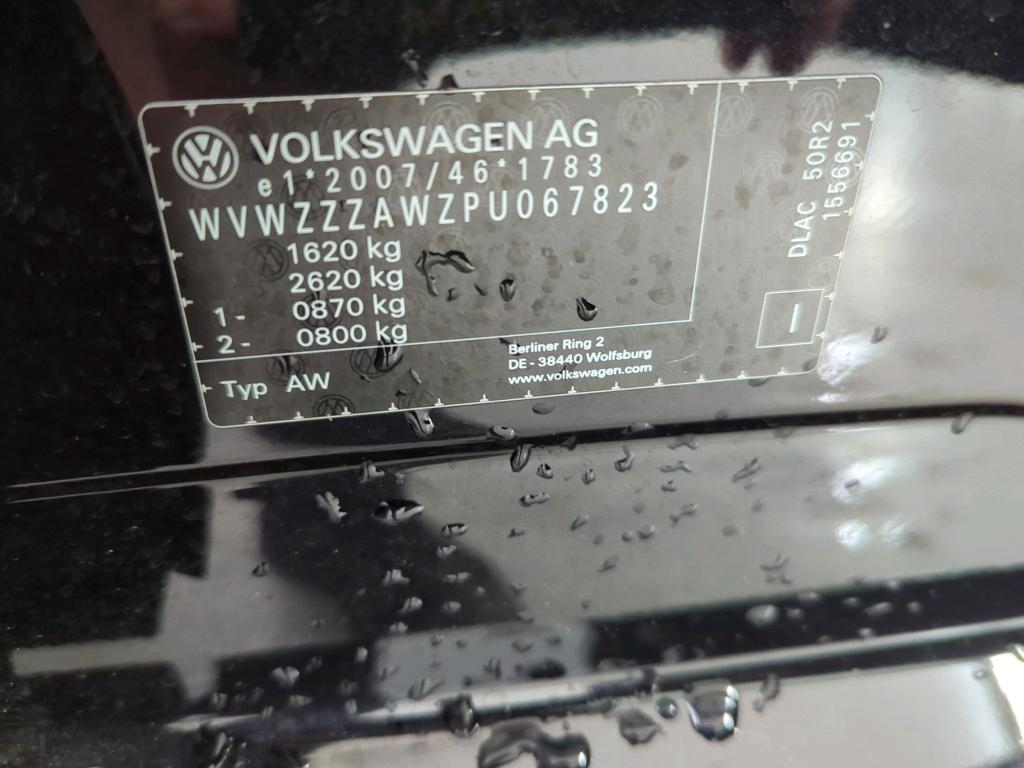 VOLKSWAGEN AG
e1*2007/46*1783
WVWZZZAWZPU067823
1620 kg
2620 kg
1 - 0870 kg
2 - 0800 kg
Typ AW
Berliner Ring 2
DE - 38440 Wolfsburg
www.volkswagen.com
DLAC 50R2
1556691